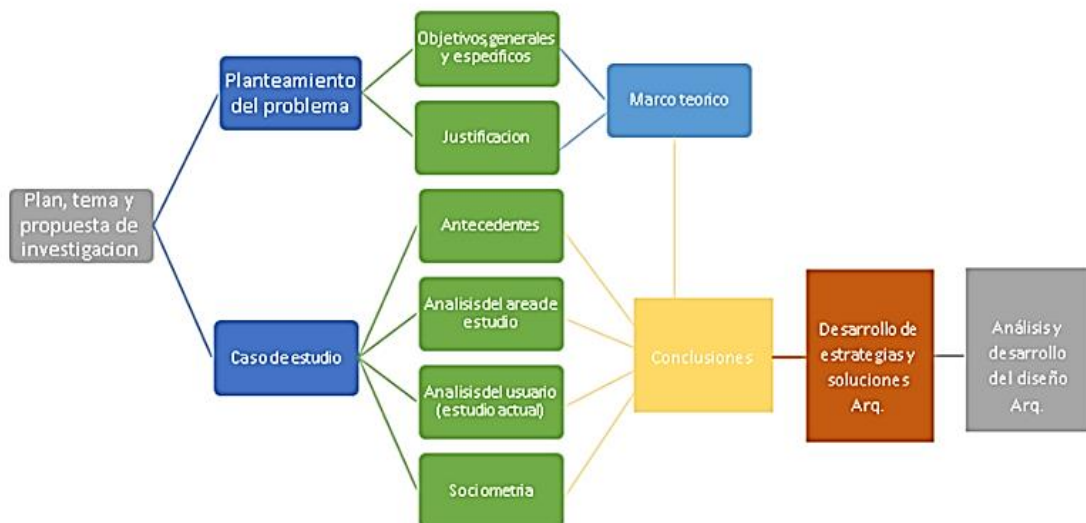 Plan, tema y
propuesta de
investigacion
Planteamiento
del problema
Caso de estudio
Objetivos,generales
y especificos
Justificacion
Antecedentes
Analisis del area de
estudio
Analisis del usuario
(estudio actual)
Sociometria
Marco teorico
Conclusiones
Desarrollo de
estrategias y
soluciones
Arq.
Análisis y
desarrollo
del diseño
Arq.